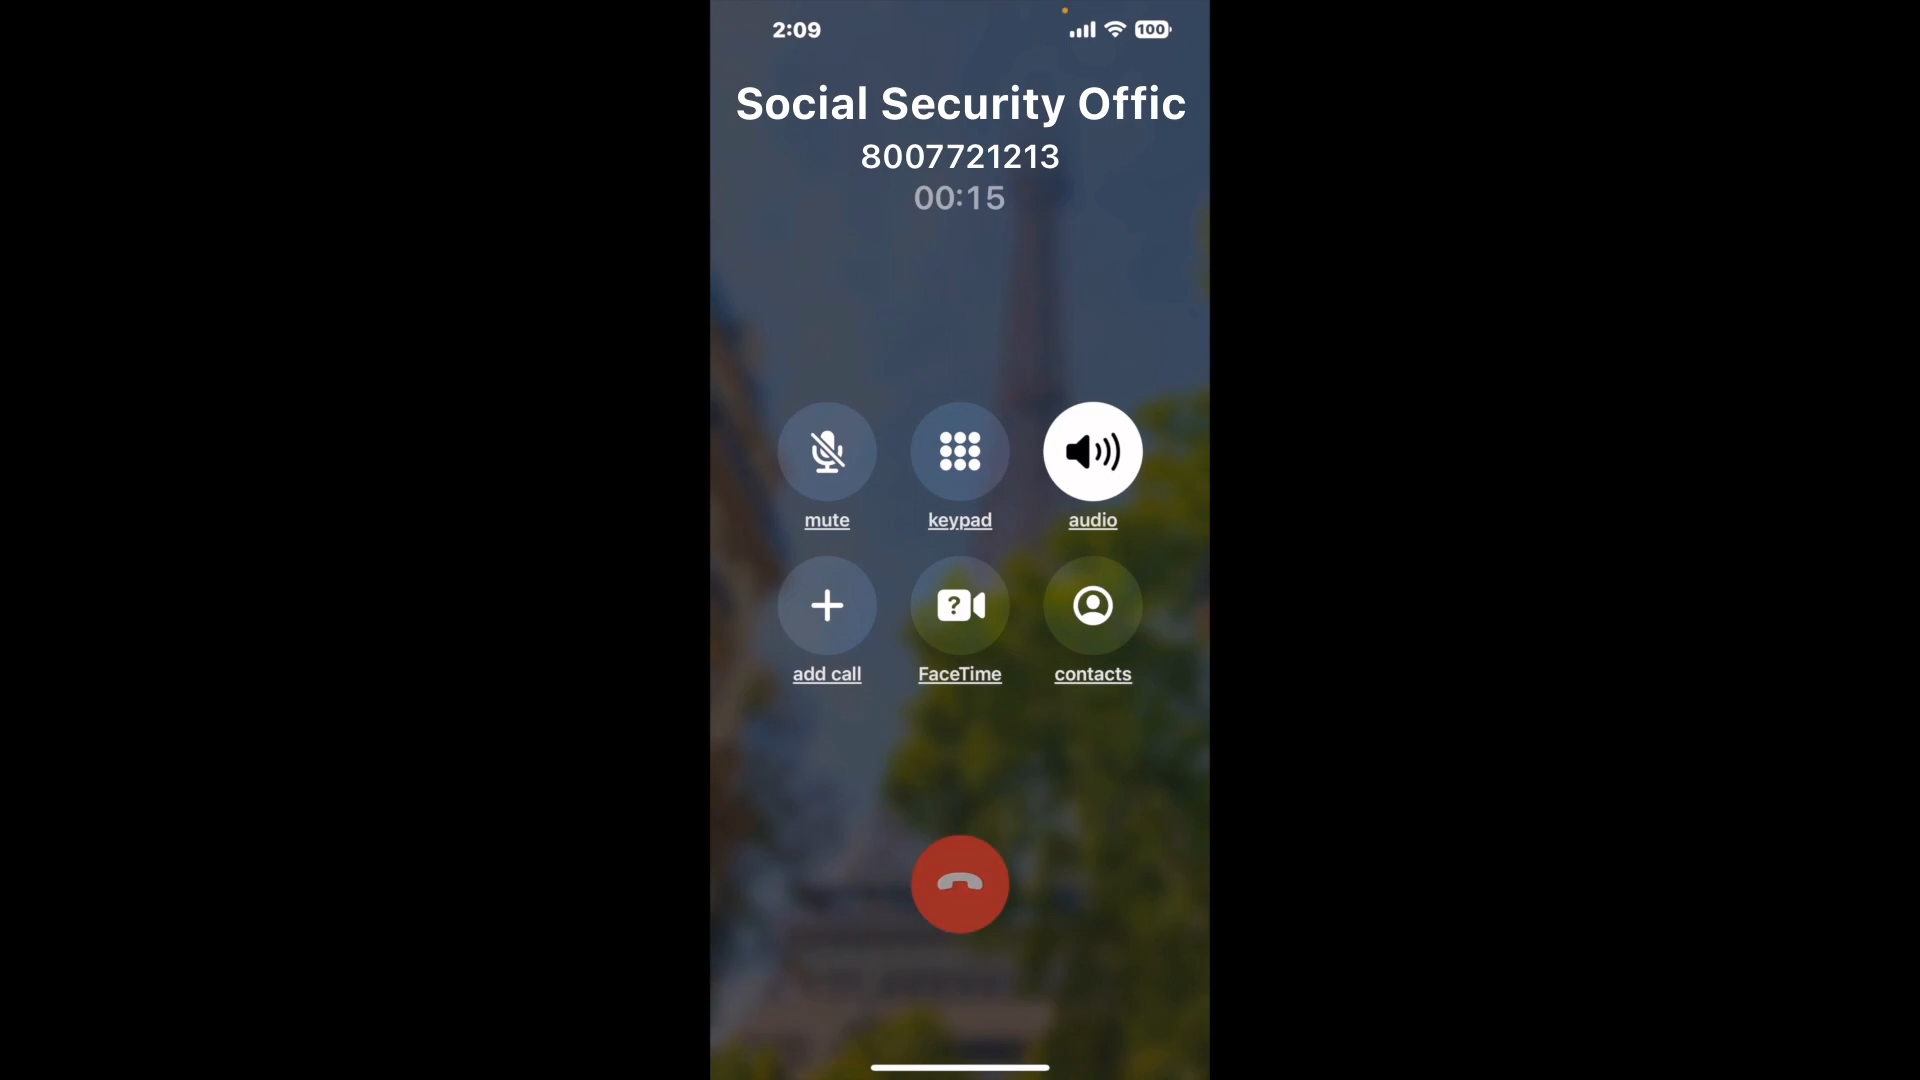 2:09
100
Social Security Offic
8007721213
00:15
mute
keypad
audio
?
add call
FaceTime
contacts